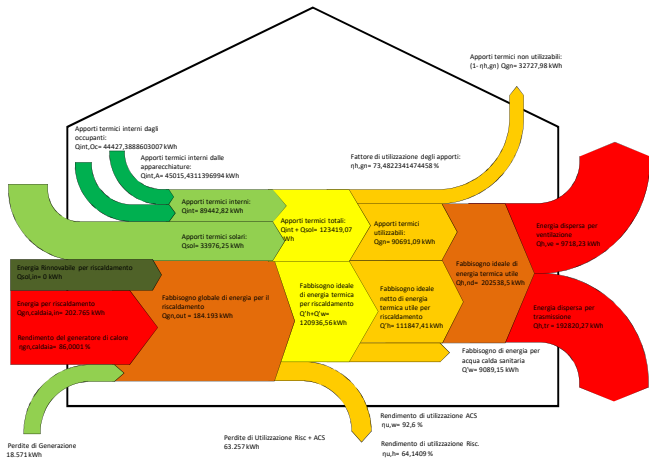 Apporti termici non utilizzabili:
(1- ηh,gn) Qgn= 32727,98 kWh
Apporti termici interni dagli
occupanti:
Qint,Oc= 44427,3888603007 kWh
Apporti termici interni dalle
apparecchiature:
Qint,A= 45015,4311396994 kWh
Fattore di utilizzazione degli apporti:
ηh,gn= 73,4822341474458 %
Apporti termici interni:
Qint= 89442,82 kWh
Apporti termici totali:
Qint + Qsol= 123419,07
kWh
Apporti termici
utilizzabili:
Qgn= 90691,09 kWh
Apporti termici solari:
Qsol= 33976,25 kWh
Energia dispersa per
ventilazione
Qh,ve = 9718,23 kWh
Energia Rinnovabile per riscaldamento
Qsol,in= 0 kWh
Fabbisogno ideale di
energia termica utile
Qh,nd= 202538,5 kWh
Energia per riscaldamento
Qgn,caldaia,in= 203.765 kWh
Rendimento del generatore di calore
ηgn,caldaia= 86,0001 %
Fabbisogno globale di energia per il
riscaldamento
Qgn,out = 184.193 kWh
Fabbisogno ideale
di energia termica
per riscaldamento
Q'h+Q'w=
120936,56 kWh
Fabbisogno ideale
netto di energia
termica utile per
riscaldamento
Q'h= 111847,41 kWh
Energia dispersa per
trasmissione
Qh,tr = 192820,27 kWh
Fabbisogno di energia per
acqua calda sanitaria
Q'w= 9089,15 kWh
Perdite di Generazione
18.571 kWh
Perdite di Utilizzazione Risc + ACS
63.257 kWh
Rendimento di utilizzazione ACS
ηu,w= 92,6 %
Rendimento di utilizzazione Risc.
ηu,h= 64,1409 %